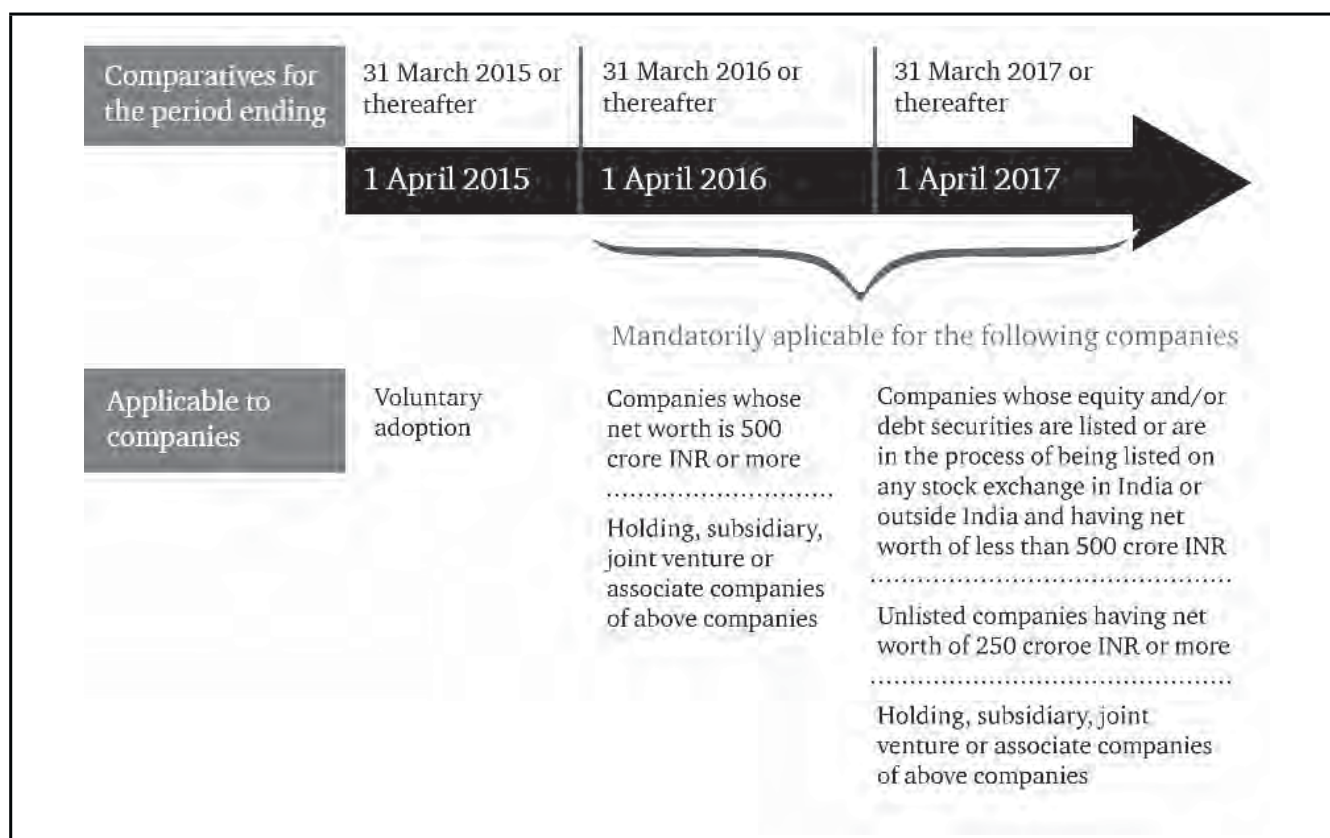 Comparatives for
the period ending
31 March 2015 or
thereafter
31 March 2016 or
thereafter
31 March 2017 or
thereafter
1 April 2015
1 April 2016
1 April 2017
Mandatorily aplicable for the following companies
Applicable to
companies
Voluntary
adoption
Companies whose
net worth is 500
crore INR or more
Holding, subsidiary,
joint venture or
associate companies
of above companies
Companies whose equity and/or
debt securities are listed or are
in the process of being listed on
any stock exchange in India or
outside India and having net
worth of less than 500 crore INR
Unlisted companies having net
worth of 250 croroe INR or more
Holding, subsidiary, joint
venture or associate companies
of above companies